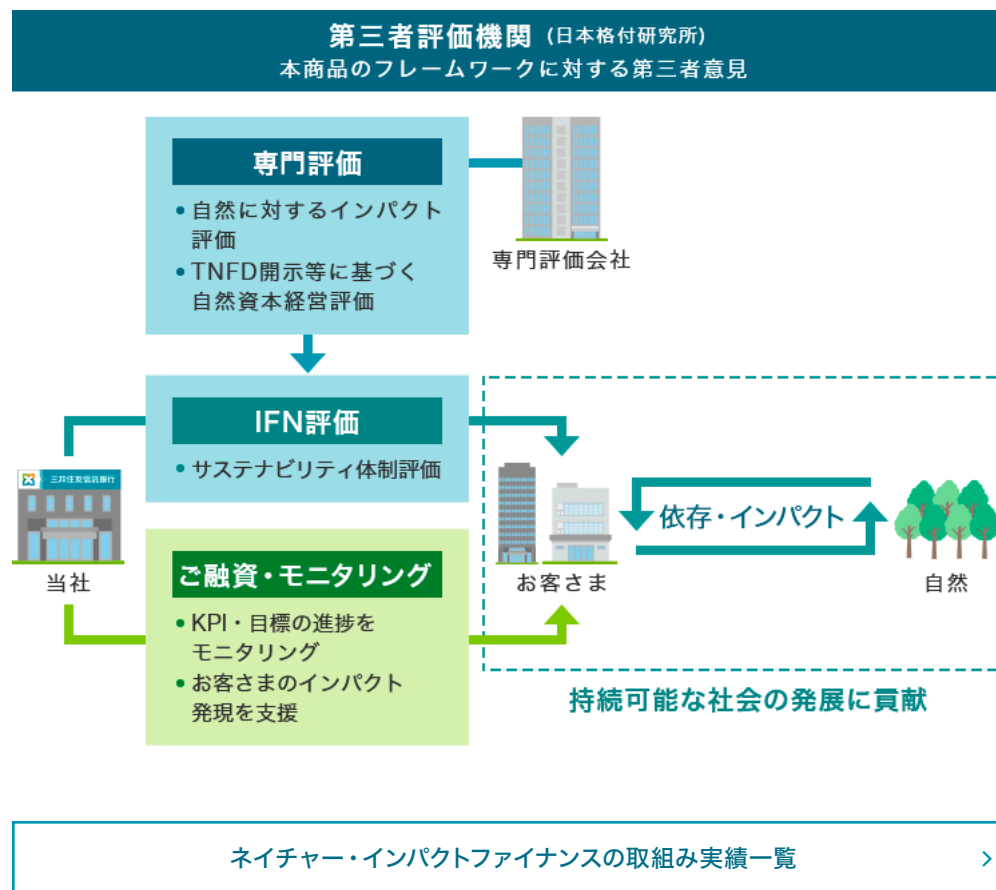 第三者評価機関 (日本格付研究所)
本商品のフレームワークに対する第三者意見
専門評価
• 自然に対するインパクト
評価
• TNFD開示等に基づく
自然資本経営評価
専門評価会社
IFN評価
• サステナビリティ体制評価
三井住友信託銀行
当社
お客さま
依存・インパクト
自然
ご融資・モニタリング
• KPI・目標の進捗を
モニタリング
• お客さまのインパクト
発現を支援
持続可能な社会の発展に貢献
ネイチャー・インパクトファイナンスの取組み実績一覧